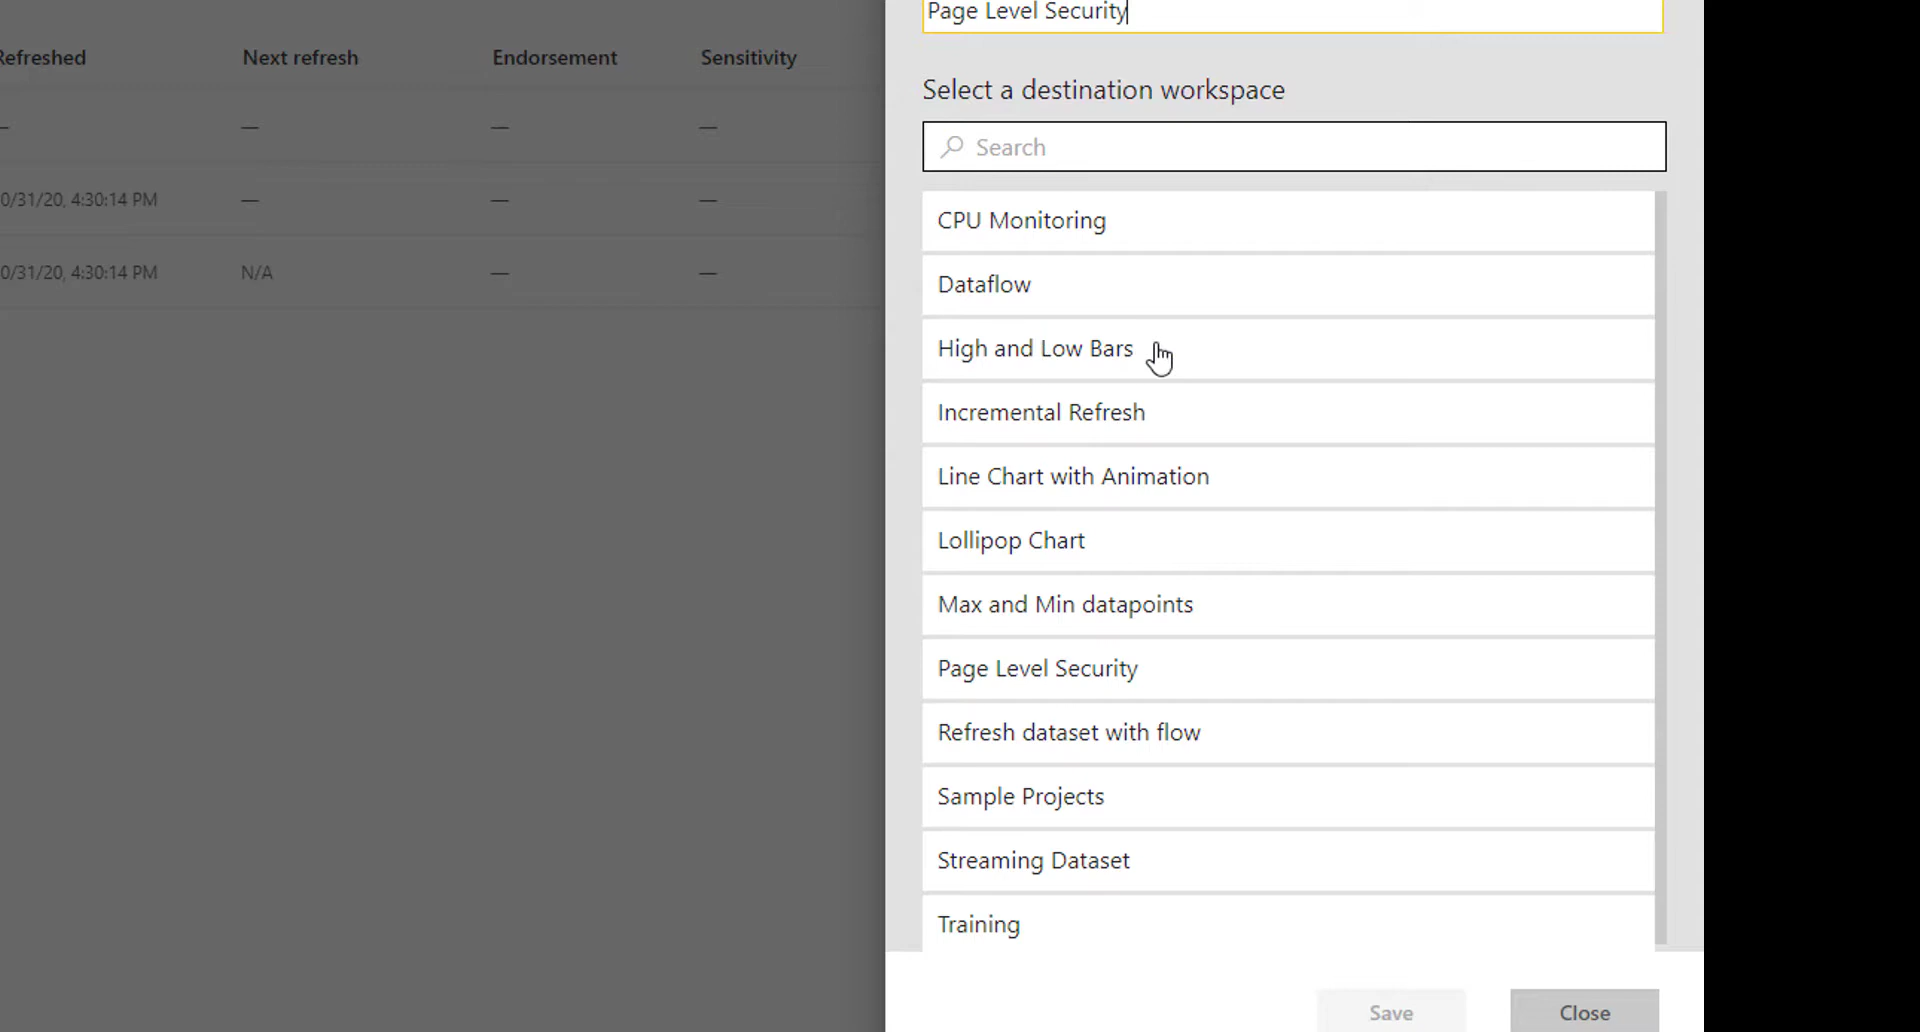 Page Level Security
Refreshed Next refresh Endorsement Sensitivity
— — — —
0/31/20, 4:30:14 PM — — —
0/31/20, 4:30:14 PM N/A — —
Select a destination workspace
Search
CPU Monitoring
Dataflow
High and Low Bars
Incremental Refresh
Line Chart with Animation
Lollipop Chart
Max and Min datapoints
Page Level Security
Refresh dataset with flow
Sample Projects
Streaming Dataset
Training
Save Close